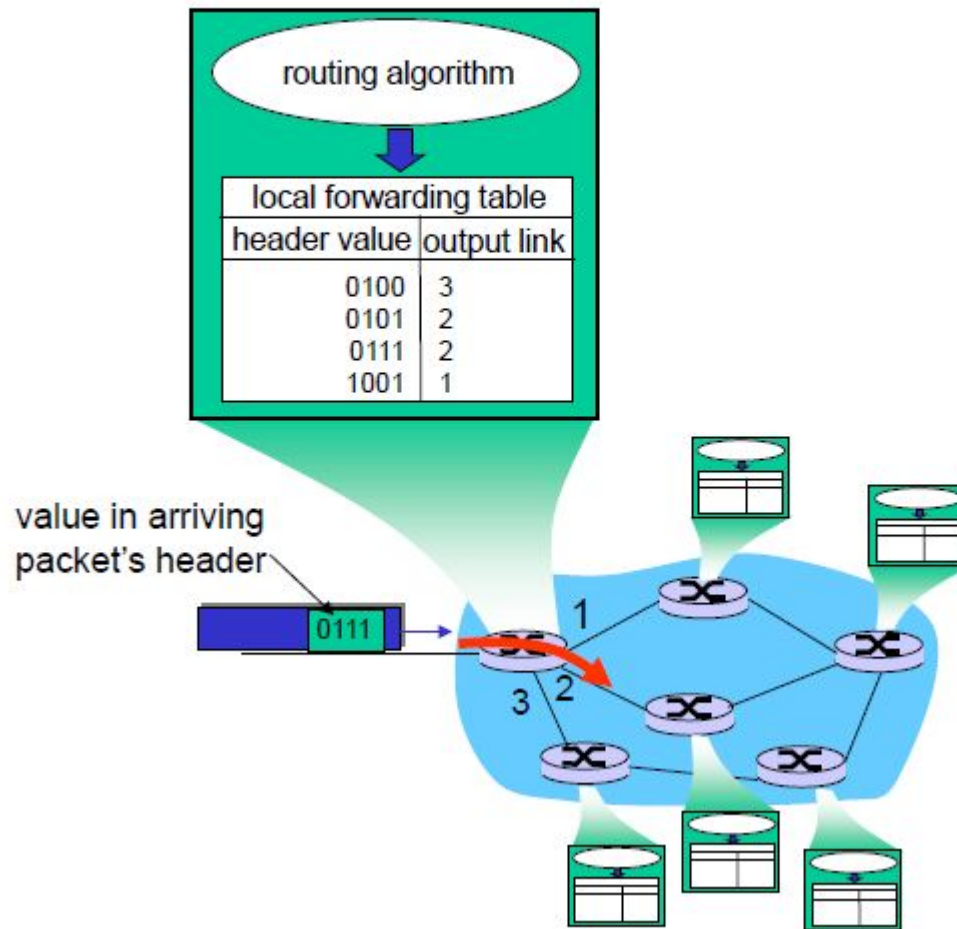 routing algorithm
local forwarding table
header value output link
0100 3
0101 2
0111 2
1001 1
value in arriving
packet's header
0111
1
2
3